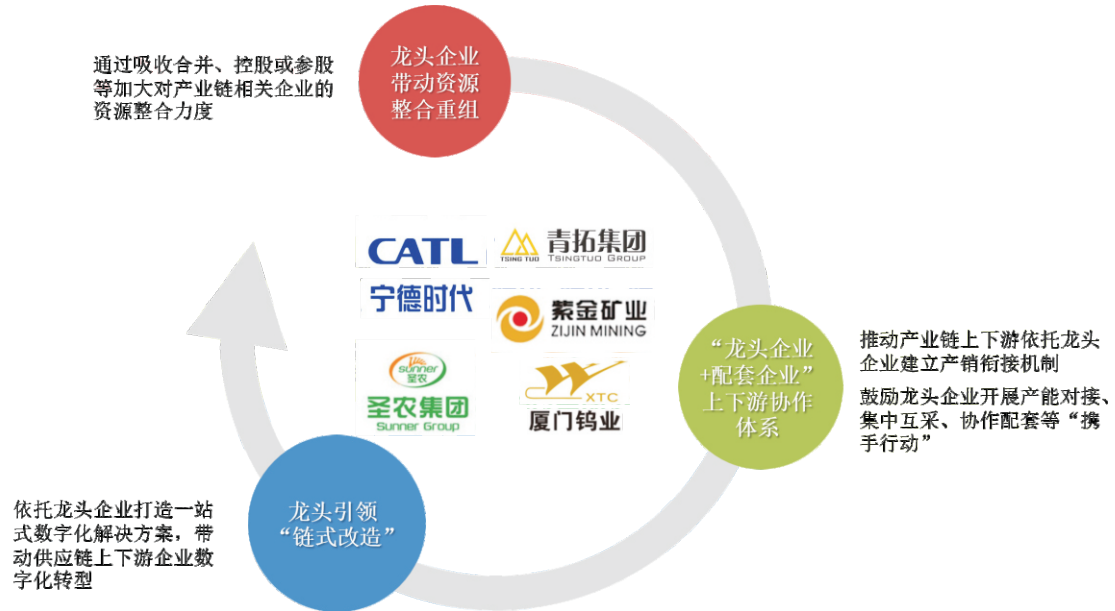 通过吸收合并、控股或参股
等加大对产业链相关企业的
资源整合力度
龙头企业
带动资源
整合重组
CATL
宁德时代
TSING TUO
青拓集团
TSINGTUO GROUP
紫金矿业
ZIJIN MINING
sunner
圣农
圣农集团
Sunner Group
XTC
厦门钨业
“龙头企业
+配套企业”
上下游协作
体系
推动产业链上下游依托龙头
企业建立产销衔接机制
鼓励龙头企业开展产能对接、
集中互采、协作配套等“携
手行动”
龙头引领
“链式改造”
依托龙头企业打造一站
式数字化解决方案，带
动供应链上下游企业数
字化转型